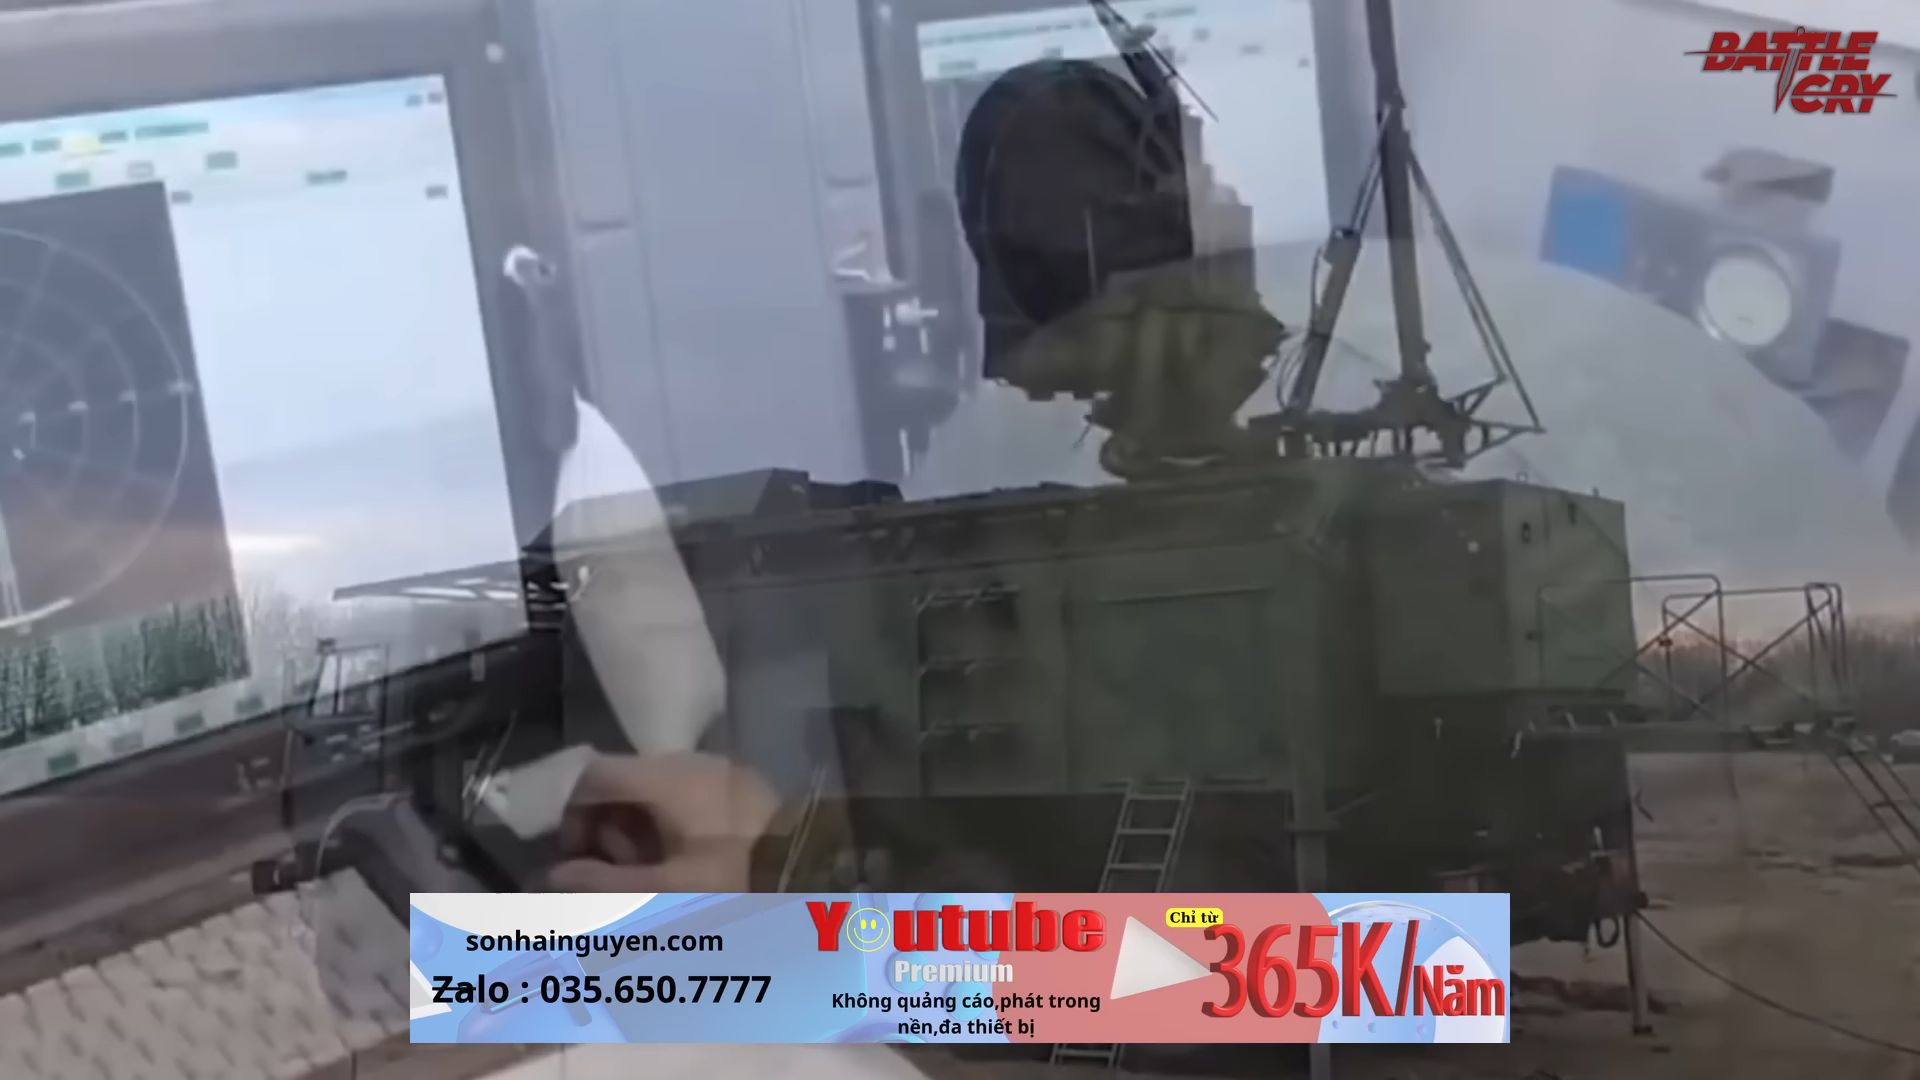 BATTLE
CRY
sonhainguyen.com
Zalo : 035.650.7777
Youtube
Premium
Không quảng cáo,phát trong
nền,đa thiết bị
Chỉ từ
365K/Năm